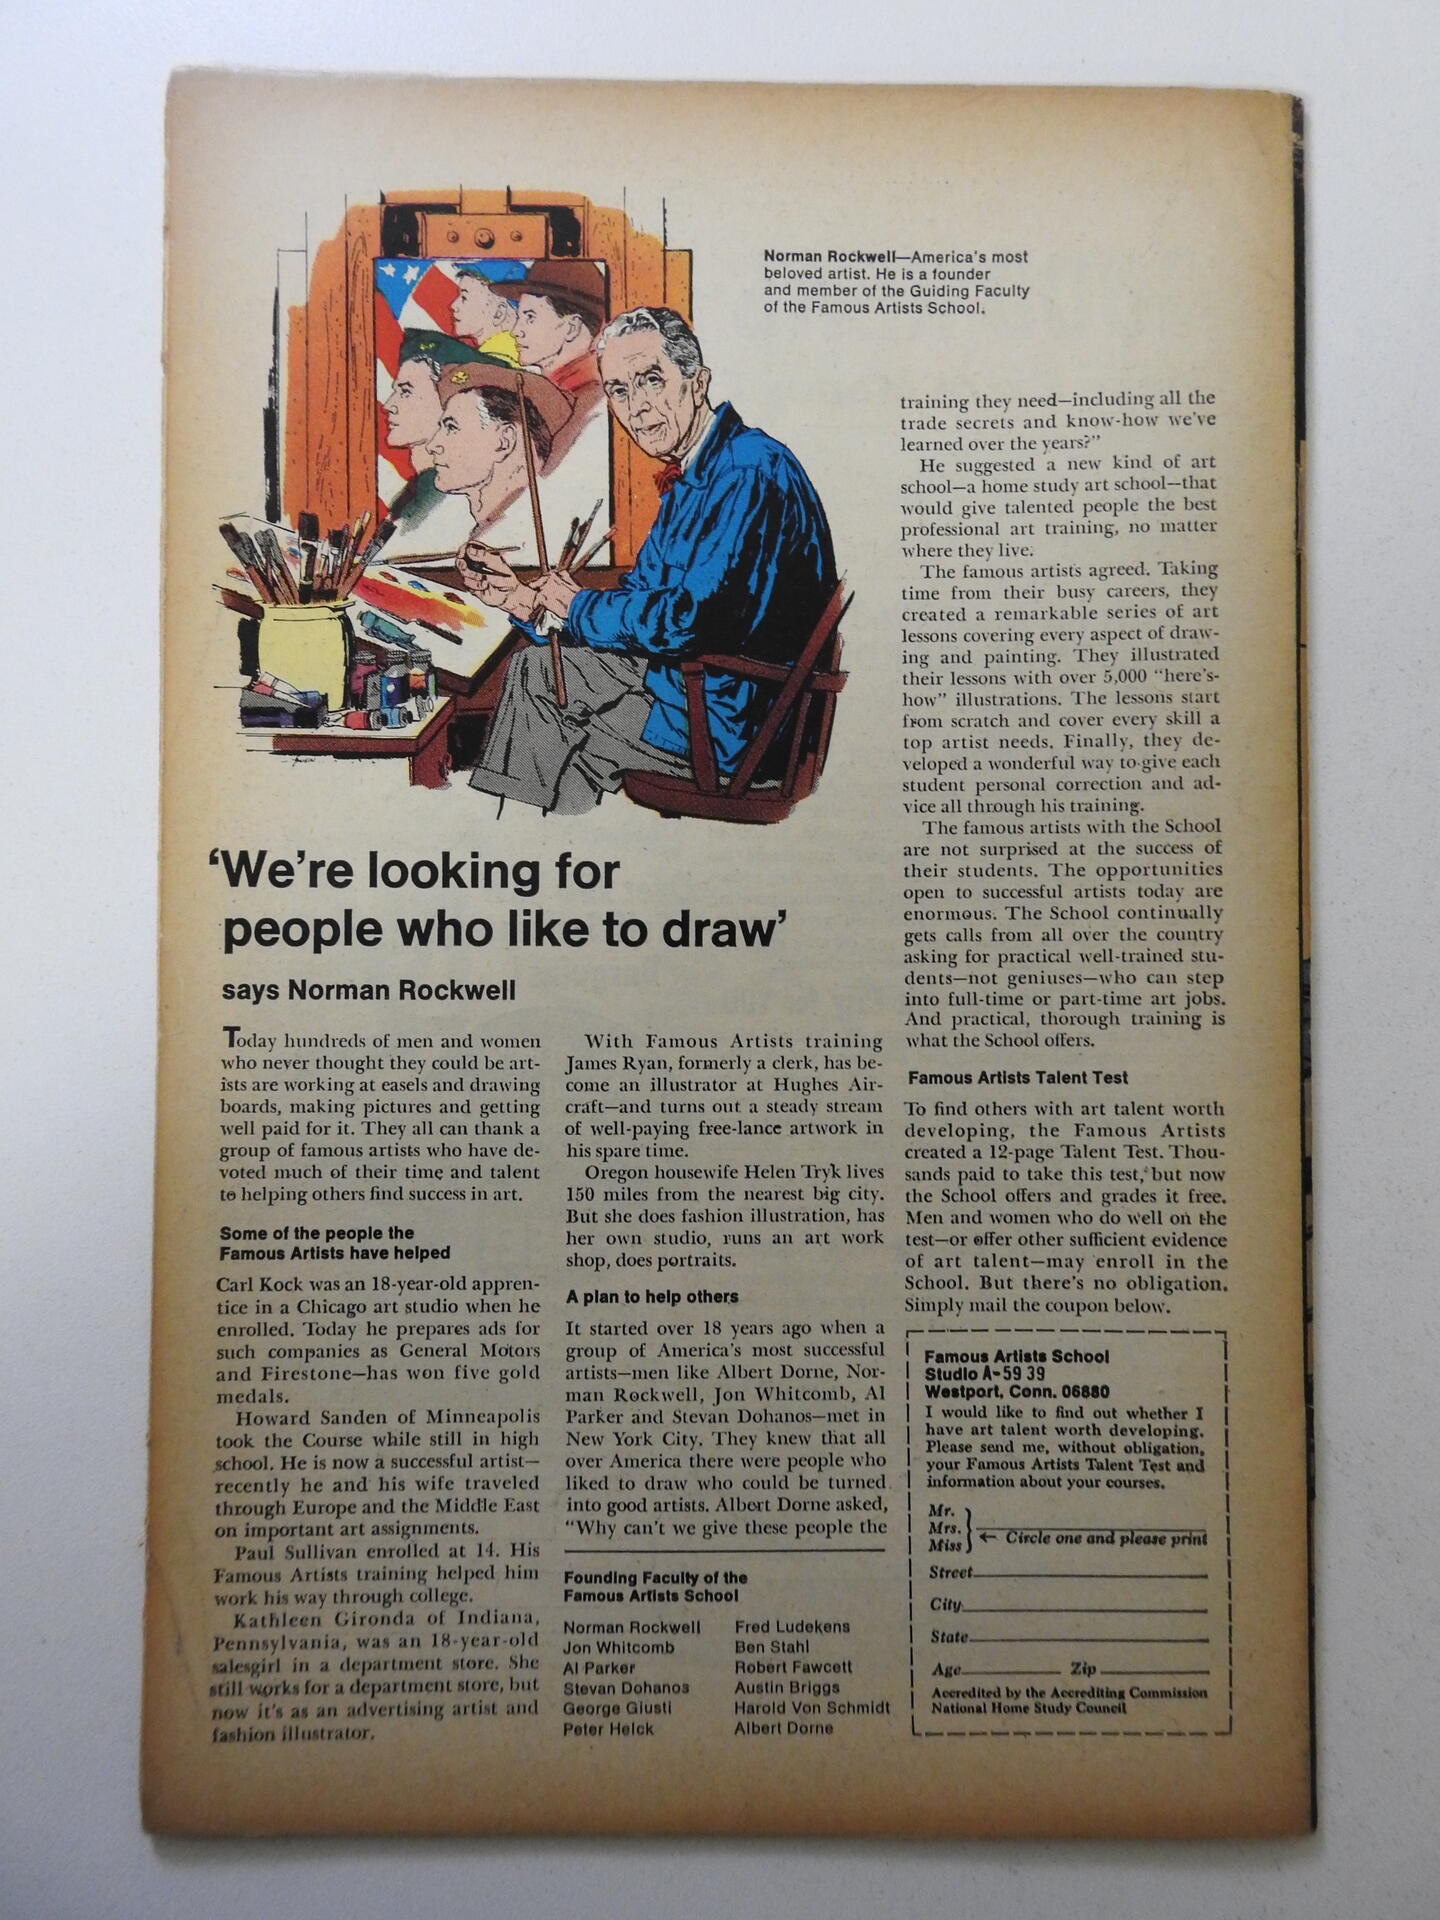 Norman Rockwell—America's most
beloved artist. He is a founder
and member of the Guiding Faculty
of the Famous Artists School.
'We're looking for
people who like to draw'
says Norman Rockwell
Today hundreds of men and women
who never thought they could be art-
ists are working at easels and drawing
boards, making pictures and getting
well paid for it. They all can thank a
group of famous artists who have de-
voted much of their time and talent
to helping others find success in art.
Some of the people the
Famous Artists have helped
Carl Kock was an 18-year-old appren-
tice in a Chicago art studio when he
enrolled. Today he prepares ads for
such companies as General Motors
and Firestone—has won five gold
medals.
Howard Sanden of Minneapolis
took the Course while still in high
school. He is now a successful artist—
recently he and his wife traveled
through Europe and the Middle East
on important art assignments.
Paul Sullivan enrolled at 14. His
Famous Artists training helped him
work his way through college.
Kathleen Gironda of Indiana,
Pennsylvania, was an 18-year-old
salesgirl in a department store. She
still works for a department store, but
now it's as an advertising artist and
fashion illustrator.
With Famous Artists training
James Ryan, formerly a clerk, has be-
come an illustrator at Hughes Air-
craft—and turns out a steady stream
of well-paying free-lance artwork in
his spare time.
Oregon housewife Helen Tryk lives
150 miles from the nearest big city.
But she does fashion illustration, has
her own studio, runs an art work
shop, does portraits.
A plan to help others
It started over 18 years ago when a
group of America's most successful
artists—men like Albert Dorne, Nor-
man Rockwell, Jon Whitcomb, Al
Parker and Stevan Dohanos—met in
New York City. They knew that all
over America there were people who
liked to draw who could be turned
into good artists. Albert Dorne asked,
"Why can't we give these people the
Founding Faculty of the
Famous Artists School
Norman Rockwell
Jon Whitcomb
Al Parker
Stevan Dohanos
George Giusti
Peter Helck
Fred Ludekens
Ben Stahl
Robert Fawcett
Austin Briggs
Harold Von Schmidt
Albert Dorne
training they need—including all the
trade secrets and know-how we've
learned over the years?"
He suggested a new kind of art
school—a home study art school—that
would give talented people the best
professional art training, no matter
where they live.
The famous artists agreed. Taking
time from their busy careers, they
created a remarkable series of art
lessons covering every aspect of draw-
ing and painting. They illustrated
their lessons with over 5,000 "here's-
how" illustrations. The lessons start
from scratch and cover every skill a
top artist needs. Finally, they de-
veloped a wonderful way to give each
student personal correction and ad-
vice all through his training.
The famous artists with the School
are not surprised at the success of
their students. The opportunities
open to successful artists today are
enormous. The School continually
gets calls from all over the country
asking for practical well-trained stu-
dents—not geniuses—who can step
into full-time or part-time art jobs.
And practical, thorough training is
what the School offers.
Famous Artists Talent Test
To find others with art talent worth
developing, the Famous Artists
created a 12-page Talent Test. Thou-
sands paid to take this test, but now
the School offers and grades it free.
Men and women who do well on the
test—or offer other sufficient evidence
of art talent—may enroll in the
School. But there's no obligation.
Simply mail the coupon below.
Famous Artists School
Studio A-59 39
Westport, Conn. 06880
I would like to find out whether I
have art talent worth developing.
Please send me, without obligation,
your Famous Artists Talent Test and
information about your courses.
Mr.
Mrs.
Miss
← Circle one and please print
Street
City
State
Age Zip
Accredited by the Accrediting Commission
National Home Study Council